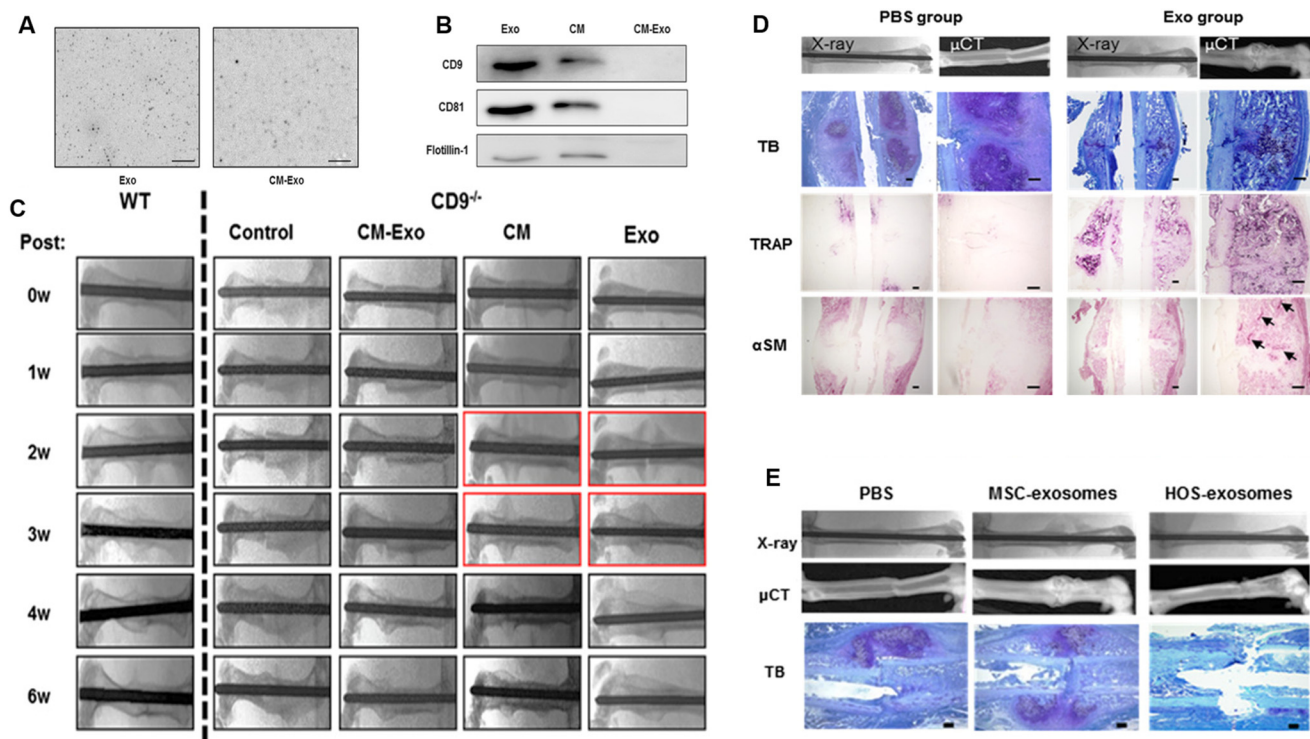 A
Exo
CM-Exo
B
Exo CM CM-Exo
CD9
CD81
Flotillin-1
C
WT
CD9-/-
Post:
Control CM-Exo CM Exo
0w
1w
2w
3w
4w
6w
D
PBS group Exo group
X-ray µCT X-ray µCT
TB
TRAP
αSM
E
PBS MSC-exosomes HOS-exosomes
X-ray
µCT
TB